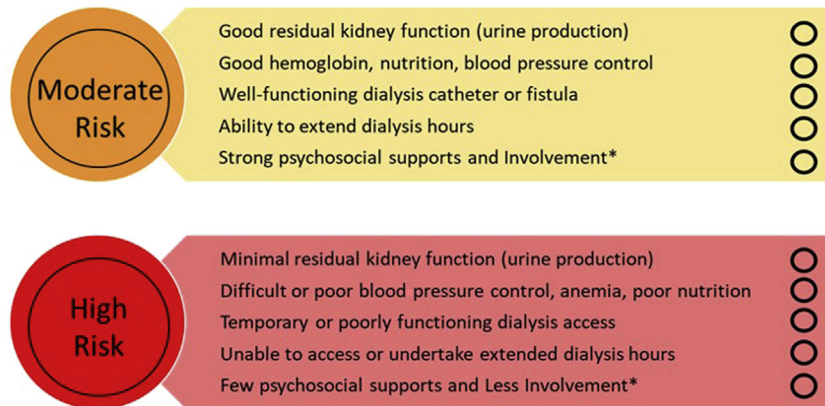 Moderate
Risk
Good residual kidney function (urine production)
Good hemoglobin, nutrition, blood pressure control
Well-functioning dialysis catheter or fistula
Ability to extend dialysis hours
Strong psychosocial supports and Involvement*
High
Risk
Minimal residual kidney function (urine production)
Difficult or poor blood pressure control, anemia, poor nutrition
Temporary or poorly functioning dialysis access
Unable to access or undertake extended dialysis hours
Few psychosocial supports and Less Involvement*